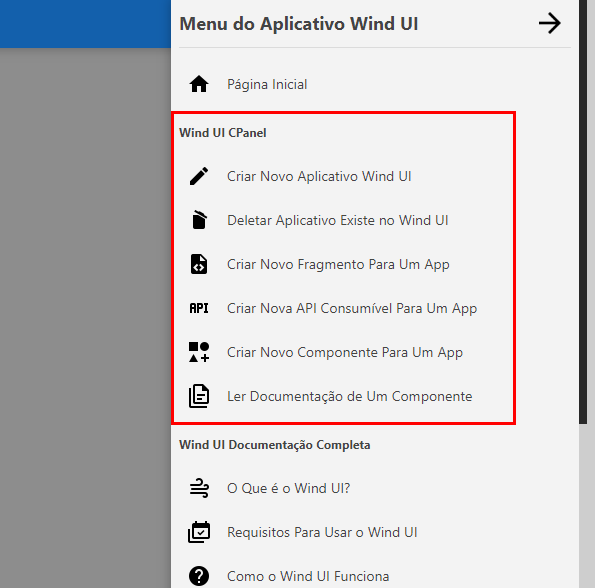 Menu do Aplicativo Wind UI
Página Inicial
Wind UI CPanel
Criar Novo Aplicativo Wind UI
Deletar Aplicativo Existe no Wind UI
Criar Novo Fragmento Para Um App
API Criar Nova API Consumível Para Um App
Criar Novo Componente Para Um App
Ler Documentação de Um Componente
Wind UI Documentação Completa
O Que é o Wind UI?
Requisitos Para Usar o Wind UI
Como o Wind UI Funciona